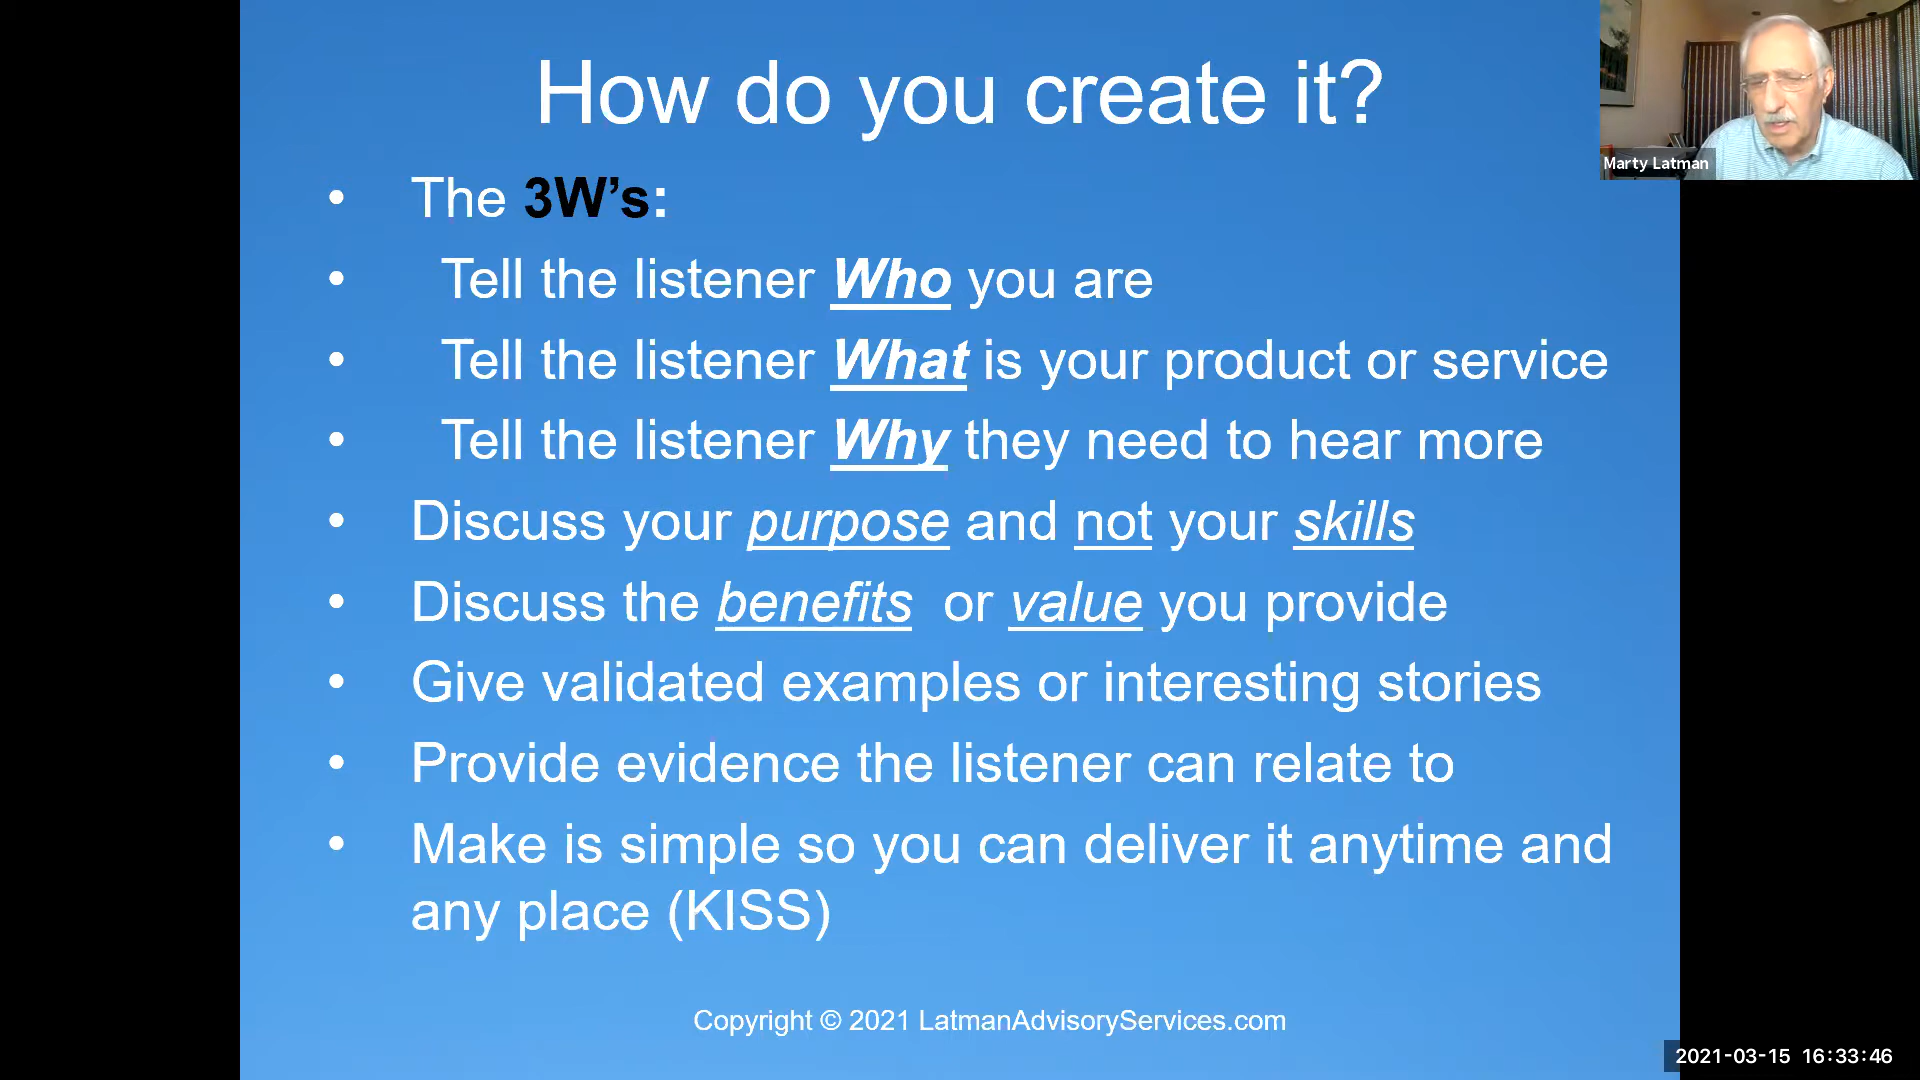 How do you create it?
Marty Latman
• The 3W’s:
• Tell the listener Who you are
• Tell the listener What is your product or service
• Tell the listener Why they need to hear more
• Discuss your purpose and not your skills
• Discuss the benefits or value you provide
• Give validated examples or interesting stories
• Provide evidence the listener can relate to
• Make is simple so you can deliver it anytime and
any place (KISS)
Copyright © 2021 LatmanAdvisoryServices.com
2021-03-15 16:33:46